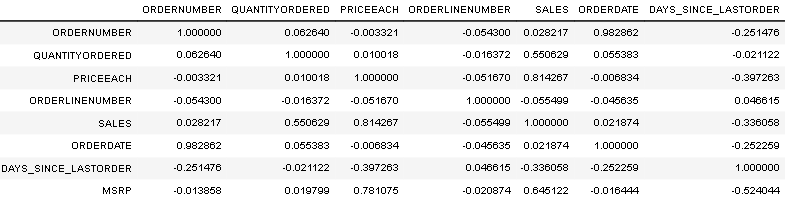 ORDERNUMBER QUANTITYORDERED PRICEEACH ORDERLINENUMBER SALES ORDERDATE DAYS_SINCE_LASTORDER
ORDERNUMBER 1.000000 0.062640 -0.003321 -0.054300 0.028217 0.982862 -0.251476
QUANTITYORDERED 0.062640 1.000000 0.010018 -0.016372 0.550629 0.055383 -0.021122
PRICEEACH -0.003321 0.010018 1.000000 -0.051670 0.814267 -0.006834 -0.397263
ORDERLINENUMBER -0.054300 -0.016372 -0.051670 1.000000 -0.055499 -0.045635 0.046615
SALES 0.028217 0.550629 0.814267 -0.055499 1.000000 0.021874 -0.336058
ORDERDATE 0.982862 0.055383 -0.006834 -0.045635 0.021874 1.000000 -0.252259
DAYS_SINCE_LASTORDER -0.251476 -0.021122 -0.397263 0.046615 -0.336058 -0.252259 1.000000
MSRP -0.013858 0.019799 0.781075 -0.020874 0.645122 -0.016444 -0.524044